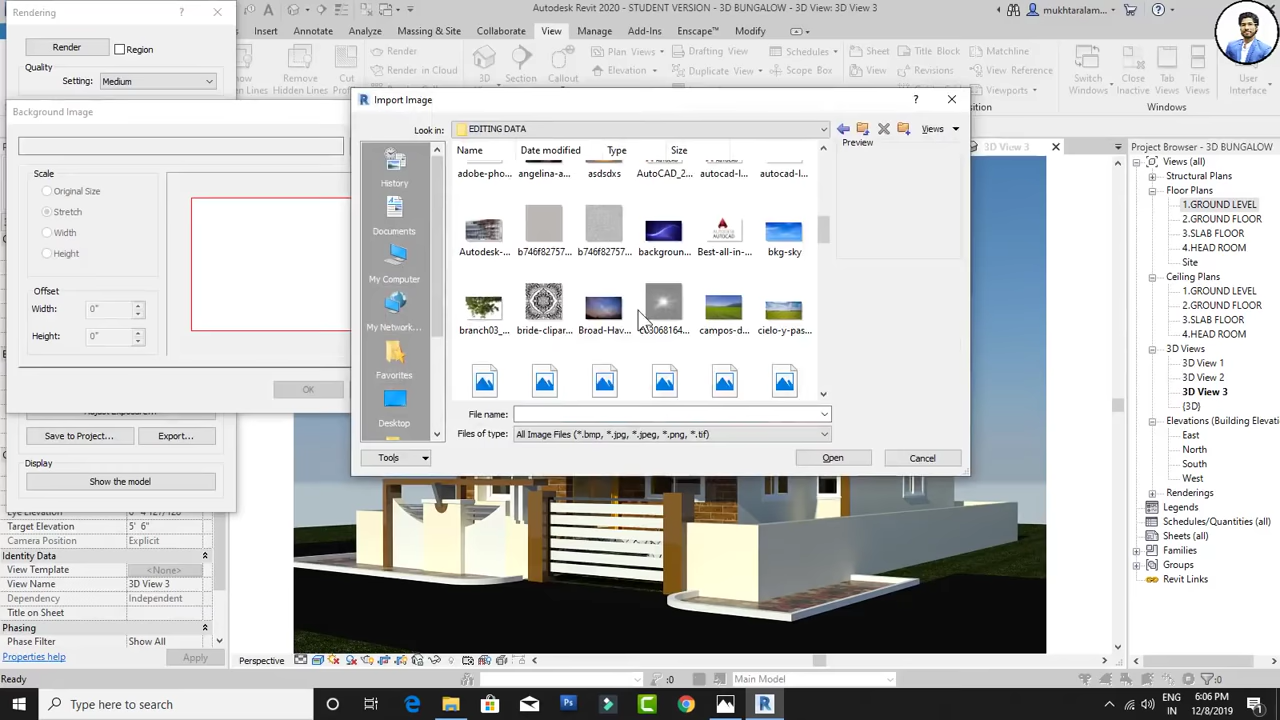 Autodesk Revit 2020 - STUDENT VERSION - 3D BUNGALOW - 3D View: 3D View 3
mukhtaralam...
Rendering
Insert Annotate Analyze Massing & Site Collaborate View Manage Add-Ins Enscape™ Modify
Render
Region
Quality
Setting: Medium
Remove
Hidden Lines
Cut
Render
Render in Cloud
3D
View
Section
Callout
Plan Views
Elevation
Drafting View
Duplicate View
Schedules
Scope Box
Sheet
View
Title Block
Revisions
Matchline
View Reference
Viewports
Switch
Windows
Close
Inactive
Tab
Views
Tile
Views
User
Interface
Windows
Background Image
Scale
Original Size
Stretch
Width
Height
Offset
Width: 0"
Height: 0"
OK
Import Image
Look in: EDITING DATA
Views
Name Date modified Type Size
Preview
History
Documents
My Computer
My Network...
Favorites
Desktop
adobe-pho... angelina-a... asdsdxs AutoCAD_2... autocad-l... autocad-l...
Autodesk-... b746f82757... b746f82757... backgroun... Best-all-in-... bkg-sky
branch03_... bride-clipar... Broad-Hav... campos-d... cielo-y-pas...
File name:
Files of type: All Image Files (*.bmp, *.jpg, *.jpeg, *.png, *.tif)
Tools
Open
Cancel
3D View 3
Project Browser - 3D BUNGALOW
Views (all)
Structural Plans
Floor Plans
1.GROUND LEVEL
2.GROUND FLOOR
3.SLAB FLOOR
4.HEAD ROOM
Site
Ceiling Plans
1.GROUND LEVEL
2.GROUND FLOOR
3.SLAB FLOOR
4.HEAD ROOM
3D Views
3D View 1
3D View 2
3D View 3
{3D}
Elevations (Building Eleva
East
North
South
West
Renderings
Legends
Schedules/Quantities (all)
Sheets (all)
Families
Groups
Revit Links
Save to Project...
Export...
Display
Show the model
Target Elevation 5' 6"
Camera Position Explicit
Identity Data
View Template <None>
View Name 3D View 3
Dependency Independent
Title on Sheet
Phasing
Phase Filter Show All
Properties help
Apply
Perspective
:0
Main Model
:0
Type here to search
ENG
IN
6:06 PM
12/8/2019